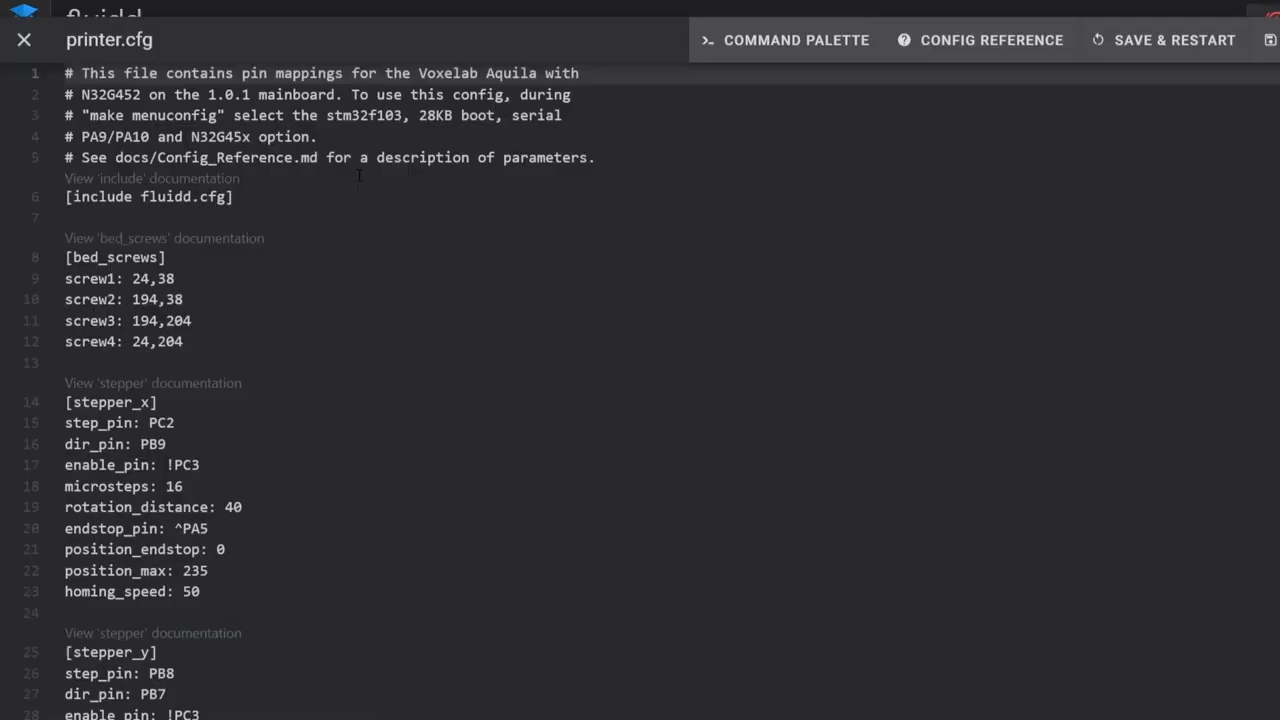 fluidd
printer.cfg
COMMAND PALETTE
CONFIG REFERENCE
SAVE & RESTART
1 # This file contains pin mappings for the Voxelab Aquila with
2 # N32G452 on the 1.0.1 mainboard. To use this config, during
3 # "make menuconfig" select the stm32f103, 28KB boot, serial
4 # PA9/PA10 and N32G45x option.
5 # See docs/Config_Reference.md for a description of parameters.
View 'include' documentation
6 [include fluidd.cfg]
7
View 'bed_screws' documentation
8 [bed_screws]
9 screw1: 24,38
10 screw2: 194,38
11 screw3: 194,204
12 screw4: 24,204
13
View 'stepper' documentation
14 [stepper_x]
15 step_pin: PC2
16 dir_pin: PB9
17 enable_pin: !PC3
18 microsteps: 16
19 rotation_distance: 40
20 endstop_pin: ^PA5
21 position_endstop: 0
22 position_max: 235
23 homing_speed: 50
24
View 'stepper' documentation
25 [stepper_y]
26 step_pin: PB8
27 dir_pin: PB7
28 enable_pin: !PC3